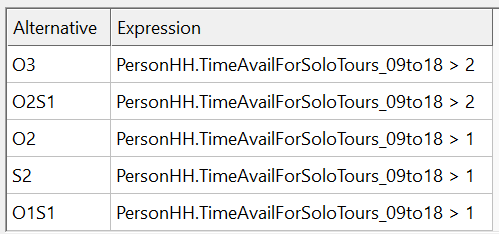 Alternative Expression
O3 PersonHH.TimeAvailForSoloTours_09to18 > 2
O2S1 PersonHH.TimeAvailForSoloTours_09to18 > 2
O2 PersonHH.TimeAvailForSoloTours_09to18 > 1
S2 PersonHH.TimeAvailForSoloTours_09to18 > 1
O1S1 PersonHH.TimeAvailForSoloTours_09to18 > 1